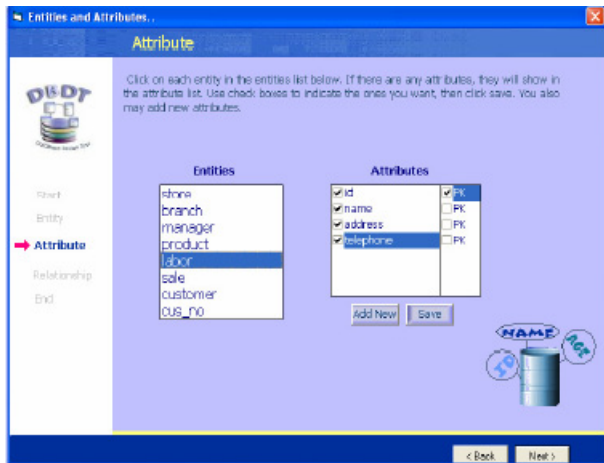 Entities and Attributes..
Attribute
Click on each entity in the entities list below. If there are any attributes, they will show in
the attribute list. Use check boxes to indicate the ones you want, then click save. You also
may add new attributes.
DBDT
Entities
Attributes
store
branch
manager
product
labor
sale
customer
cus_no
id
name
address
telephone
PK
PK
PK
PK
Start
Entity
Attribute
Relationship
End
Add New
Save
NAME
ID
AGE
< Back
Next >